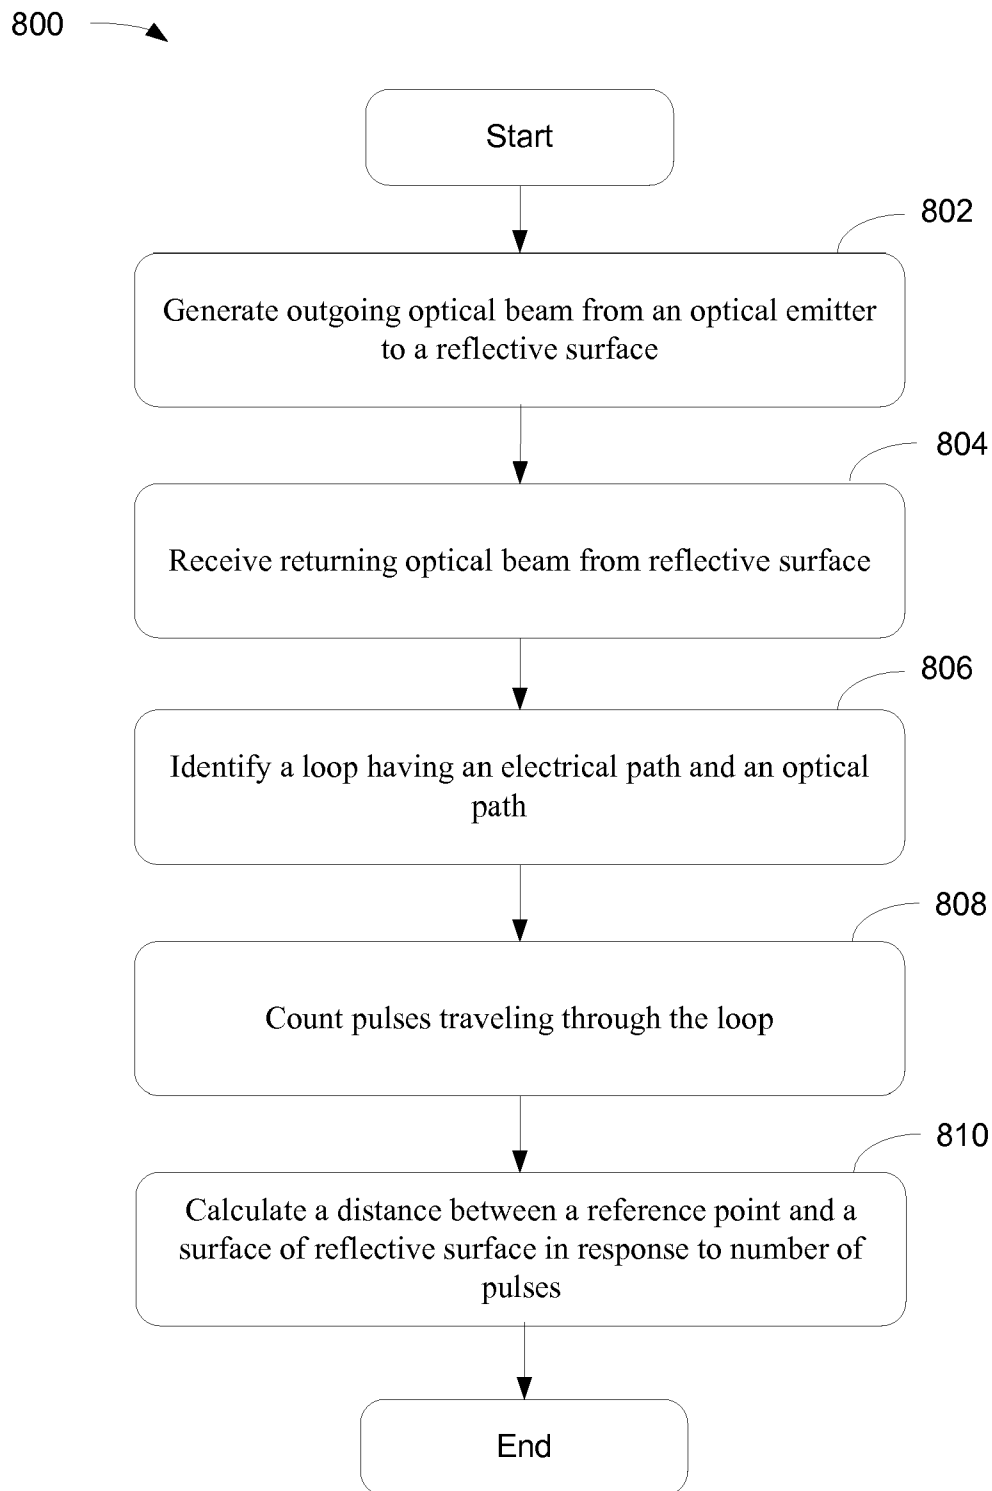 800
Start
802
Generate outgoing optical beam from an optical emitter
to a reflective surface
804
Receive returning optical beam from reflective surface
806
Identify a loop having an electrical path and an optical
path
808
Count pulses traveling through the loop
810
Calculate a distance between a reference point and a
surface of reflective surface in response to number of
pulses
End